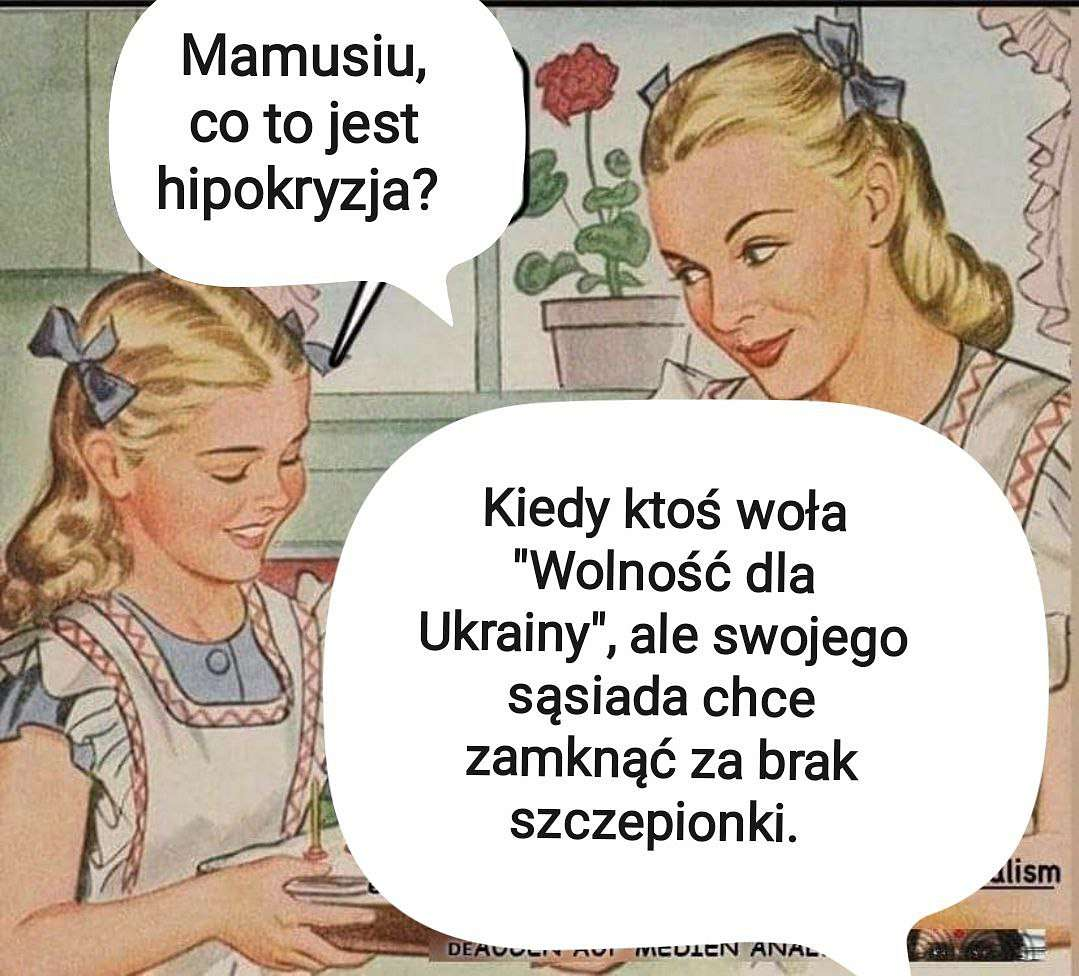 Mamusiu,
co to jest
hipokryzja?
Kiedy ktoś woła
"Wolność dla
Ukrainy", ale swojego
sąsiada chce
zamknąć za brak
szczepionki.